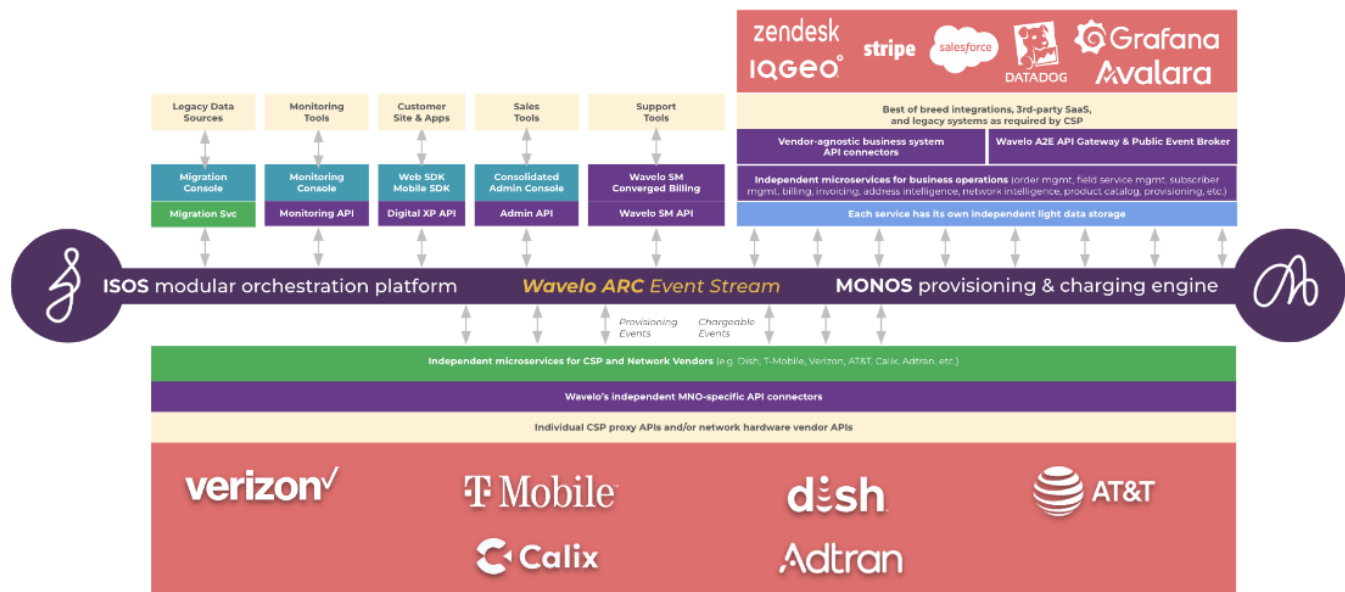 zendesk
stripe
salesforce
DATADOG
Grafana
IQGEO
Avalara
Legacy Data
Sources
Monitoring
Tools
Customer
Site & Apps
Sales
Tools
Support
Tools
Best of breed integrations, 3rd-party SaaS,
and legacy systems as required by CSP
Vendor-agnostic business system
API connectors
Wavelo A2E API Gateway & Public Event Broker
Migration
Console
Monitoring
Console
Web SDK
Mobile SDK
Consolidated
Admin Console
Wavelo SM
Converged Billing
Independent microservices for business operations (order mgmt, field service mgmt, subscriber
mgmt, billing, invoicing, address intelligence, network intelligence, product catalog, provisioning, etc.)
Migration Svc
Monitoring API
Digital XP API
Admin API
Wavelo SM API
Each service has its own independent light data storage
ISOS modular orchestration platform
Wavelo ARC Event Stream
MONOS provisioning & charging engine
Provisioning
Events
Chargeable
Events
Independent microservices for CSP and Network Vendors (e.g. Dish, T-Mobile, Verizon, AT&T, Calix, Adtran, etc.)
Wavelo's independent MNO-specific API connectors
Individual CSP proxy APIs and/or network hardware vendor APIs
verizon
T Mobile
dish
AT&T
Calix
Adtran